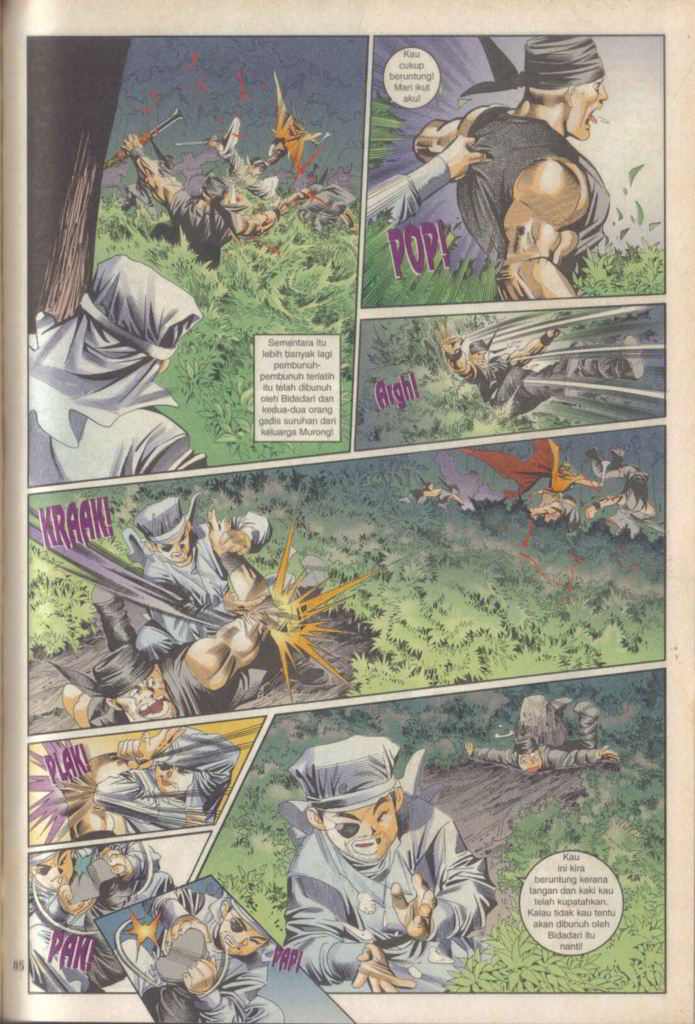 Sementara itu
lebih banyak lagi
pembunuh-
pembunuh terlatih
itu telah dibunuh
oleh Bidadari dan
kedua-dua orang
gadis suruhan dari
keluarga Murong!
Kau
cukup
beruntung!
Mari ikut
aku!
POP!
Argh!
KRAAK!
PLAK!
PAK!
PAP!
Kau
ini kira
beruntung kerana
tangan dan kaki kau
telah kupatahkan.
Kalau tidak kau tentu
akan dibunuh oleh
Bidadari itu
nanti!